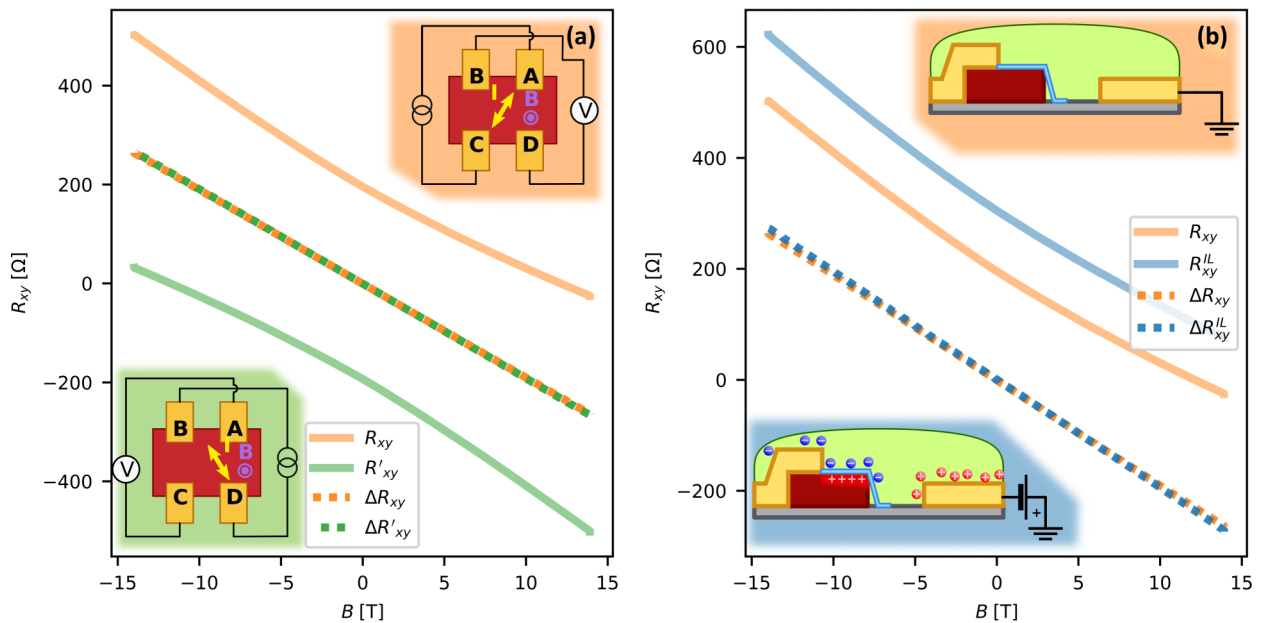 (a)
B A
I B
C D
V
400
200
0
−200
−400
R_xy [Ω]
B A
I B
C D
V
R_xy
R'_xy
ΔR_xy
ΔR'_xy
−15 −10 −5 0 5 10 15
B [T]
(b)
600
400
200
0
−200
R_xy [Ω]
R_xy
R_xy^IL
ΔR_xy
ΔR_xy^IL
+
−15 −10 −5 0 5 10 15
B [T]